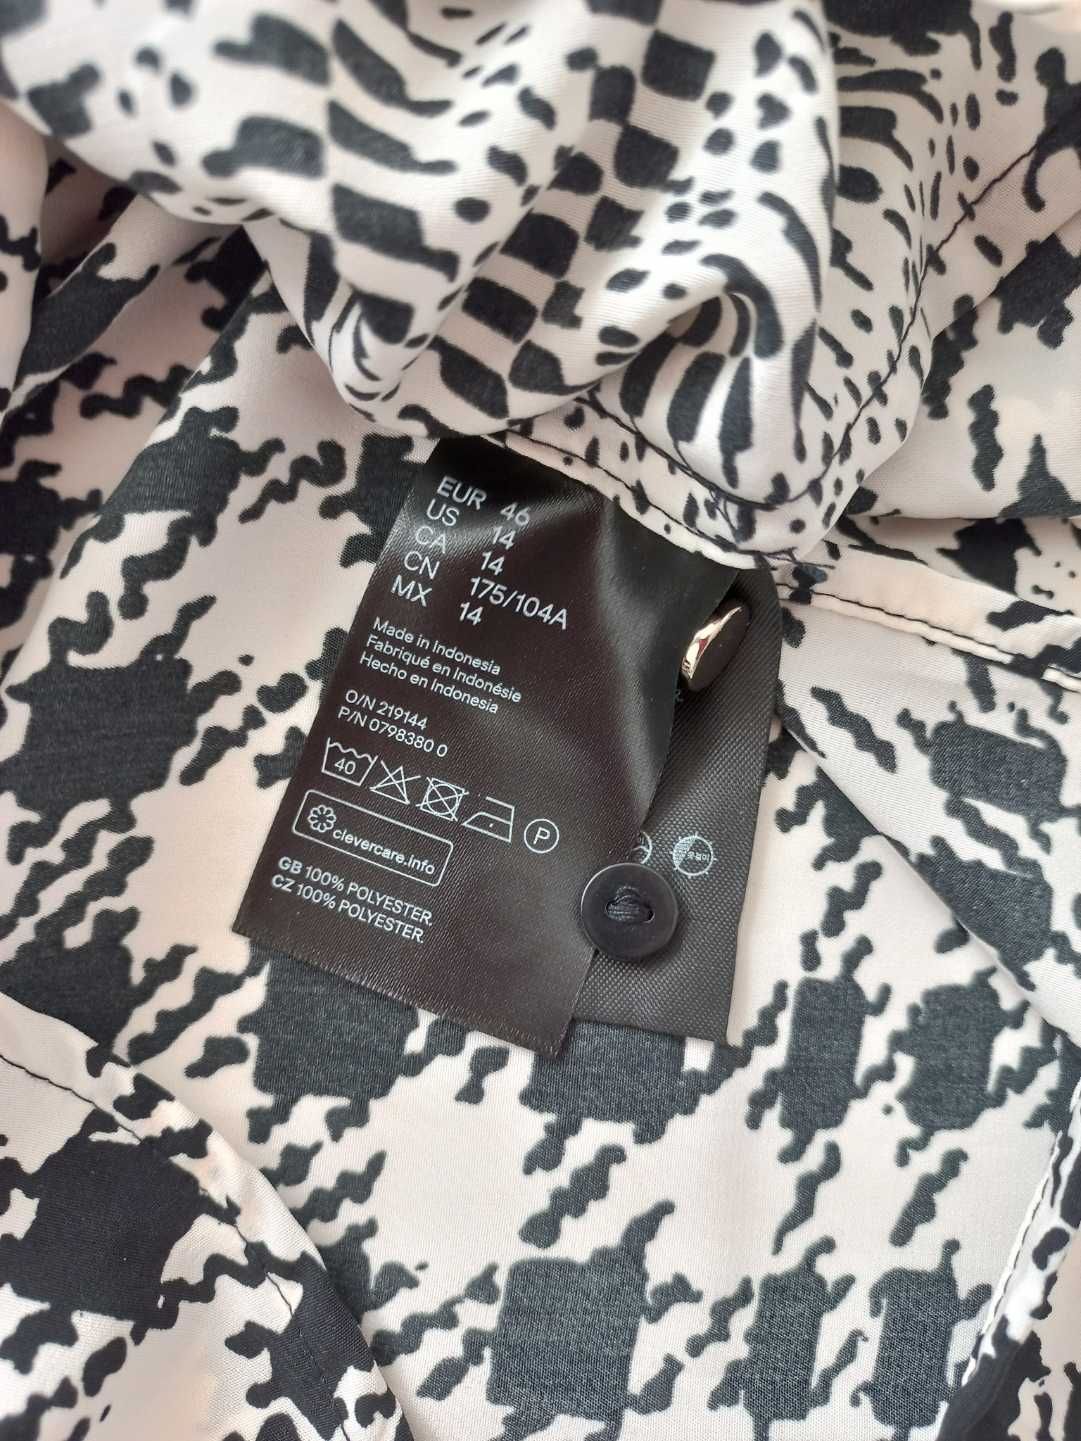 EUR 46
US 14
CA 14
CN 175/104A
MX 14
Made in Indonesia
Fabriqué en Indonésie
Hecho en Indonesia
O/N 219144
P/N 0798380 0
40
P
clevercare.info
GB 100% POLYESTER.
CZ 100% POLYESTER.